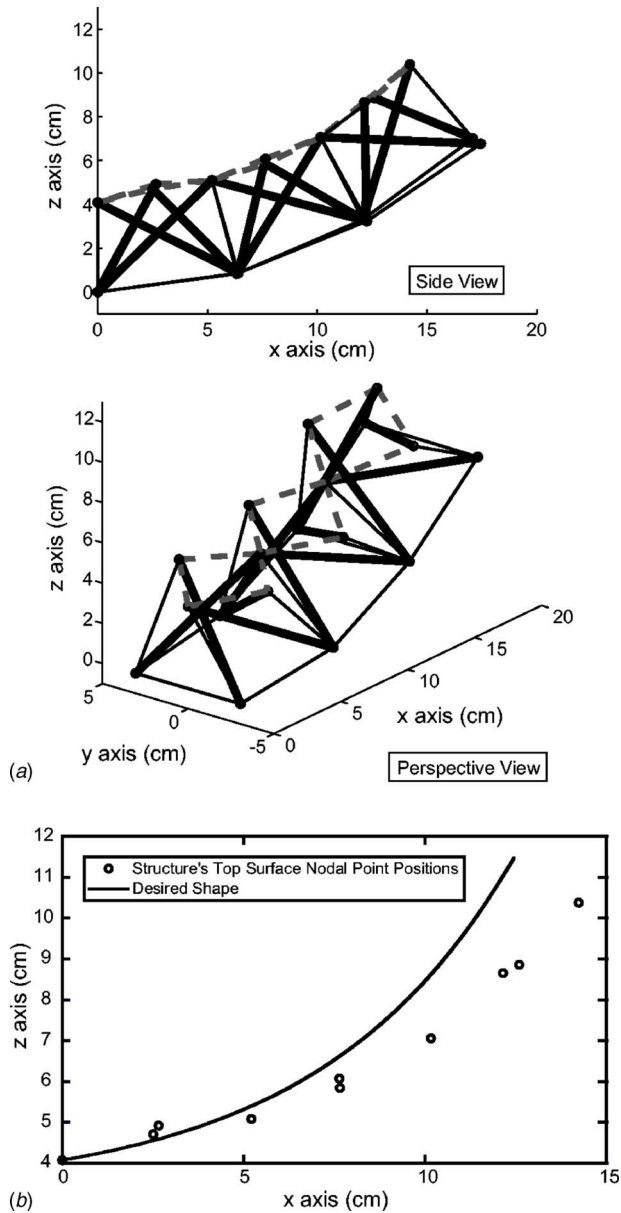 12
10
8
6
4
2
0
z axis (cm)
Side View
0 5 10 15 20
x axis (cm)
12
10
8
6
4
2
0
z axis (cm)
5 0 -5
y axis (cm)
0 5 10 15 20
x axis (cm)
Perspective View
(a)
12
11
10
9
8
7
6
5
4
z axis (cm)
Structure's Top Surface Nodal Point Positions
Desired Shape
0 5 10 15
x axis (cm)
(b)